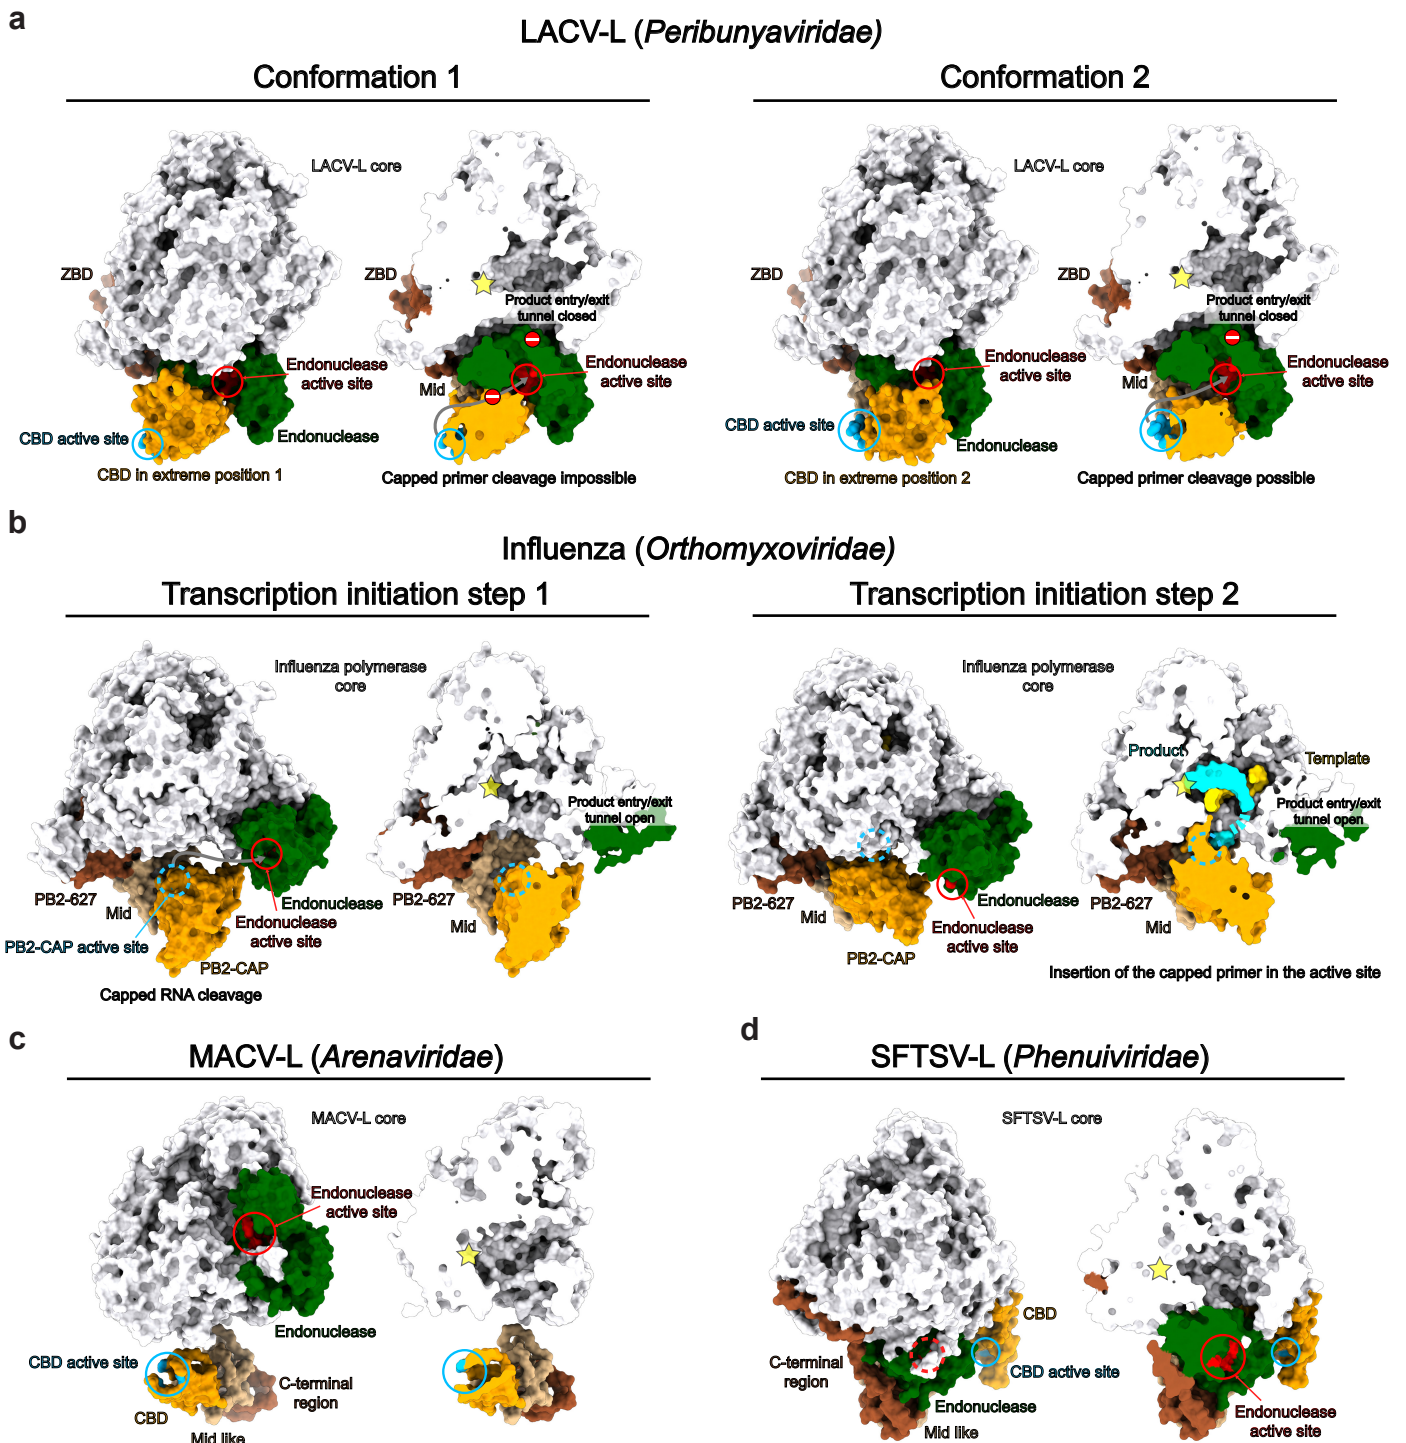 a
LACV-L (Peribunyaviridae)
Conformation 1
Conformation 2
LACV-L core
LACV-L core
ZBD
ZBD
ZBD
ZBD
Product entry/exit
tunnel closed
Product entry/exit
tunnel closed
Endonuclease
active site
Mid
Endonuclease
active site
Endonuclease
active site
Mid
Endonuclease
active site
CBD active site
Endonuclease
CBD active site
Endonuclease
CBD in extreme position 1
Capped primer cleavage impossible
CBD in extreme position 2
Capped primer cleavage possible
b
Influenza (Orthomyxoviridae)
Transcription initiation step 1
Transcription initiation step 2
Influenza polymerase
core
Influenza polymerase
core
Product
Template
Product entry/exit
tunnel open
Product entry/exit
tunnel open
PB2-627
Mid
Endonuclease
Endonuclease
active site
PB2-CAP active site
PB2-CAP
Capped RNA cleavage
PB2-627
Mid
PB2-627
Mid
Endonuclease
Endonuclease
active site
PB2-CAP
PB2-627
Mid
Insertion of the capped primer in the active site
c
MACV-L (Arenaviridae)
MACV-L core
Endonuclease
active site
Endonuclease
CBD active site
C-terminal
region
CBD
Mid like
d
SFTSV-L (Phenuiviridae)
SFTSV-L core
CBD
C-terminal
region
CBD active site
Endonuclease
Mid like
Endonuclease
active site